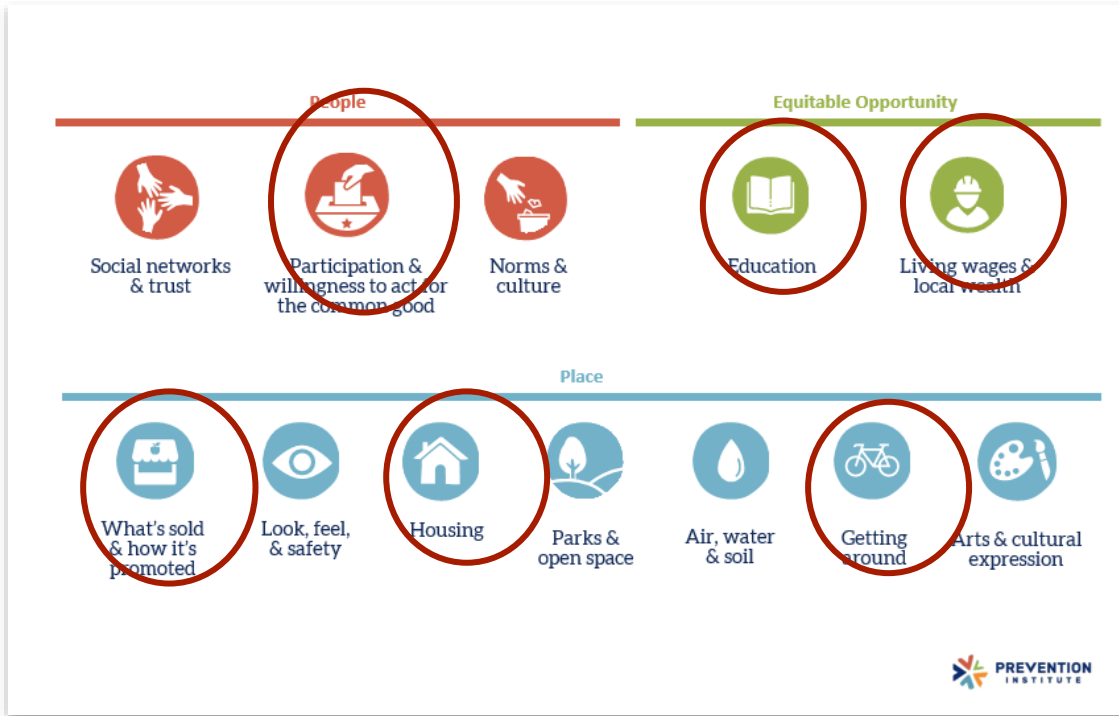 People
Equitable Opportunity
Social networks
& trust
Participation &
willingness to act for
the common good
Norms &
culture
Education
Living wages &
local wealth
Place
What's sold
& how it's
promoted
Look, feel,
& safety
Housing
Parks &
open space
Air, water
& soil
Getting
around
Arts & cultural
expression
PREVENTION
INSTITUTE